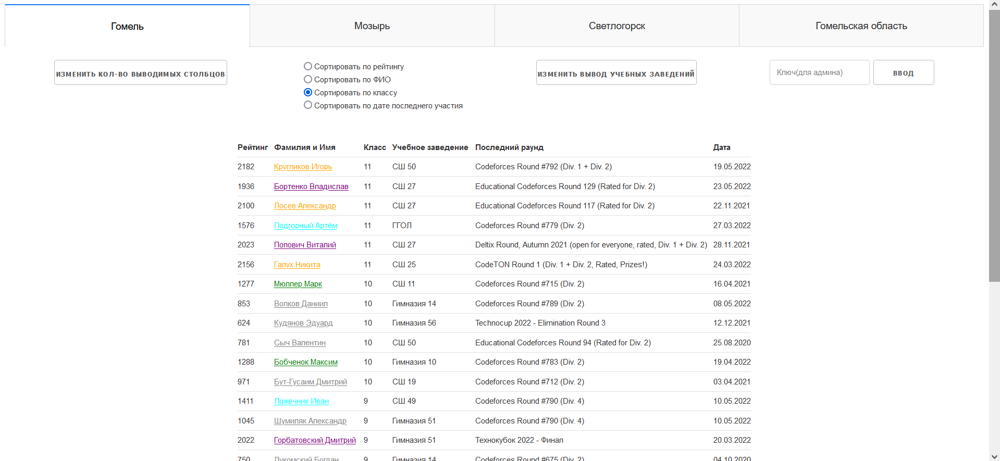 Гомель Мозырь Светлогорск Гомельская область
ИЗМЕНИТЬ КОЛ-ВО ВЫВОДИМЫХ СТОЛБЦОВ
Сортировать по рейтингу
Сортировать по ФИО
Сортировать по классу
Сортировать по дате последнего участия
ИЗМЕНИТЬ ВЫВОД УЧЕБНЫХ ЗАВЕДЕНИЙ
Ключ(для админа) ВВОД
Рейтинг Фамилия и Имя Класс Учебное заведение Последний раунд Дата
2182 Кругликов Игорь 11 СШ 50 Codeforces Round #792 (Div. 1 + Div. 2) 19.05.2022
1936 Бортенко Владислав 11 СШ 27 Educational Codeforces Round 129 (Rated for Div. 2) 23.05.2022
2100 Лосев Александр 11 СШ 27 Educational Codeforces Round 117 (Rated for Div. 2) 22.11.2021
1576 Подгорный Артём 11 ГГОЛ Codeforces Round #779 (Div. 2) 27.03.2022
2023 Попович Виталий 11 СШ 27 Deltix Round, Autumn 2021 (open for everyone, rated, Div. 1 + Div. 2) 28.11.2021
2156 Галух Никита 11 СШ 25 CodeTON Round 1 (Div. 1 + Div. 2, Rated, Prizes!) 24.03.2022
1277 Мюллер Марк 10 СШ 11 Codeforces Round #715 (Div. 2) 16.04.2021
853 Волков Даниил 10 Гимназия 14 Codeforces Round #789 (Div. 2) 08.05.2022
624 Кудянов Эдуард 10 Гимназия 56 Technocup 2022 - Elimination Round 3 12.12.2021
781 Сыч Валентин 10 СШ 50 Educational Codeforces Round 94 (Rated for Div. 2) 25.08.2020
1288 Бобченок Максим 10 Гимназия 10 Codeforces Round #783 (Div. 2) 19.04.2022
971 Бут-Гусаим Дмитрий 10 СШ 19 Codeforces Round #712 (Div. 2) 03.04.2021
1411 Ложечник Иван 9 СШ 49 Codeforces Round #790 (Div. 4) 10.05.2022
1045 Шумиляк Александр 9 Гимназия 51 Codeforces Round #790 (Div. 4) 10.05.2022
2022 Горбатовский Дмитрий 9 Гимназия 51 Технокубок 2022 - Финал 20.03.2022
750 Лукомский Богдан 9 Гимназия 14 Codeforces Round #675 (Div. 2) 04.10.2020